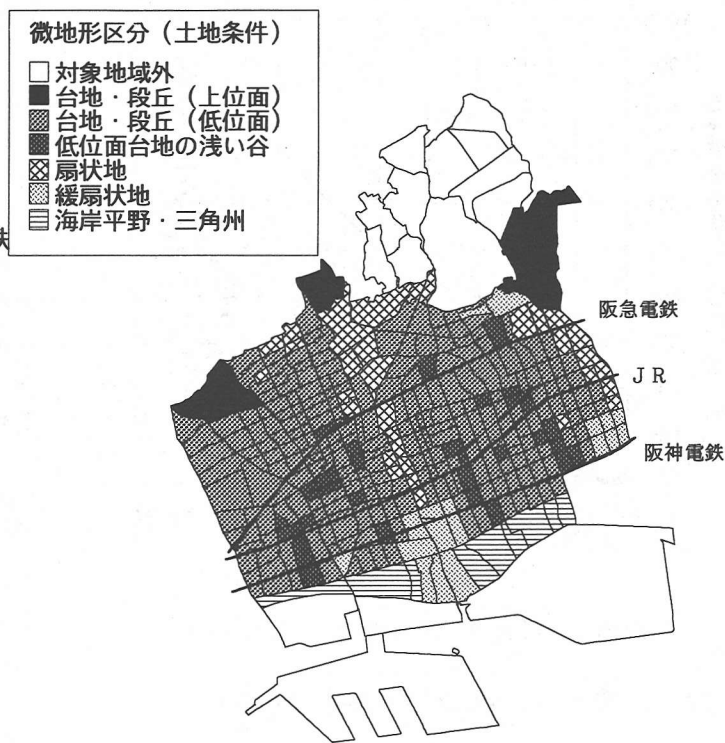 微地形区分（土地条件）
対象地域外
台地・段丘（上位面）
台地・段丘（低位面）
低位面台地の浅い谷
扇状地
緩扇状地
海岸平野・三角州
阪急電鉄
ＪＲ
阪神電鉄